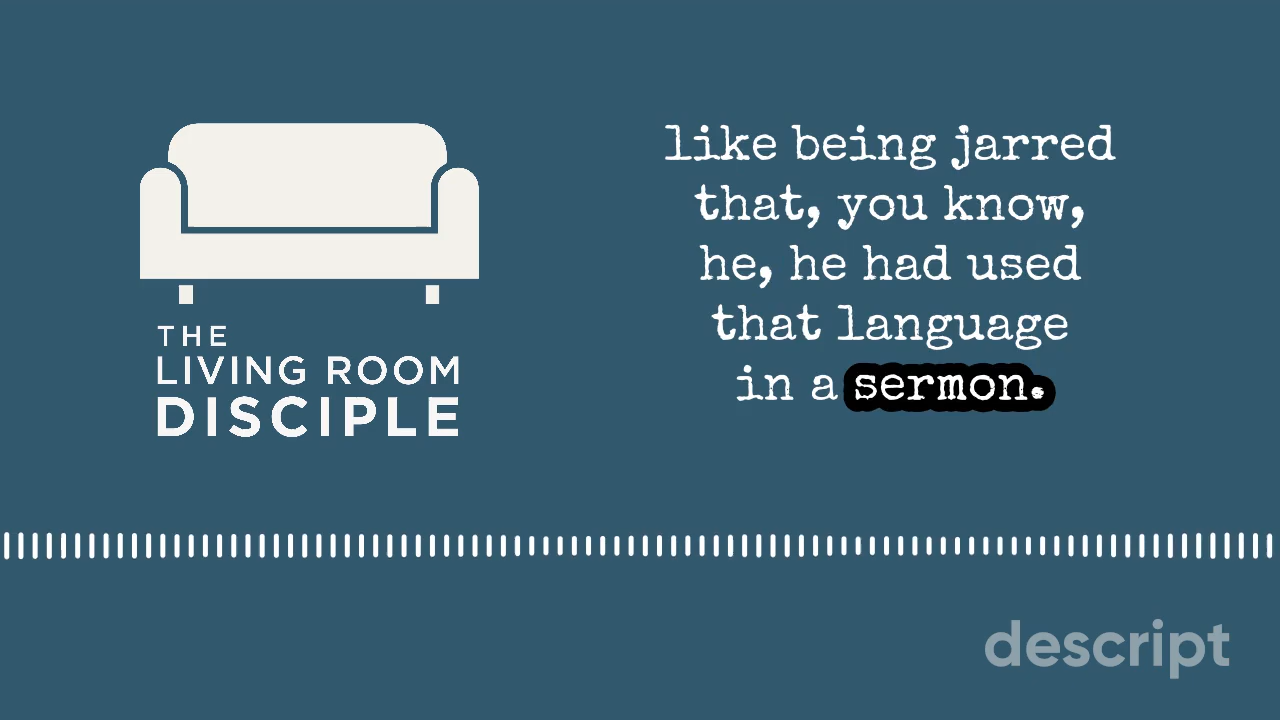 THE
LIVING ROOM
DISCIPLE
like being jarred
that, you know,
he, he had used
that language
in a sermon.
descript